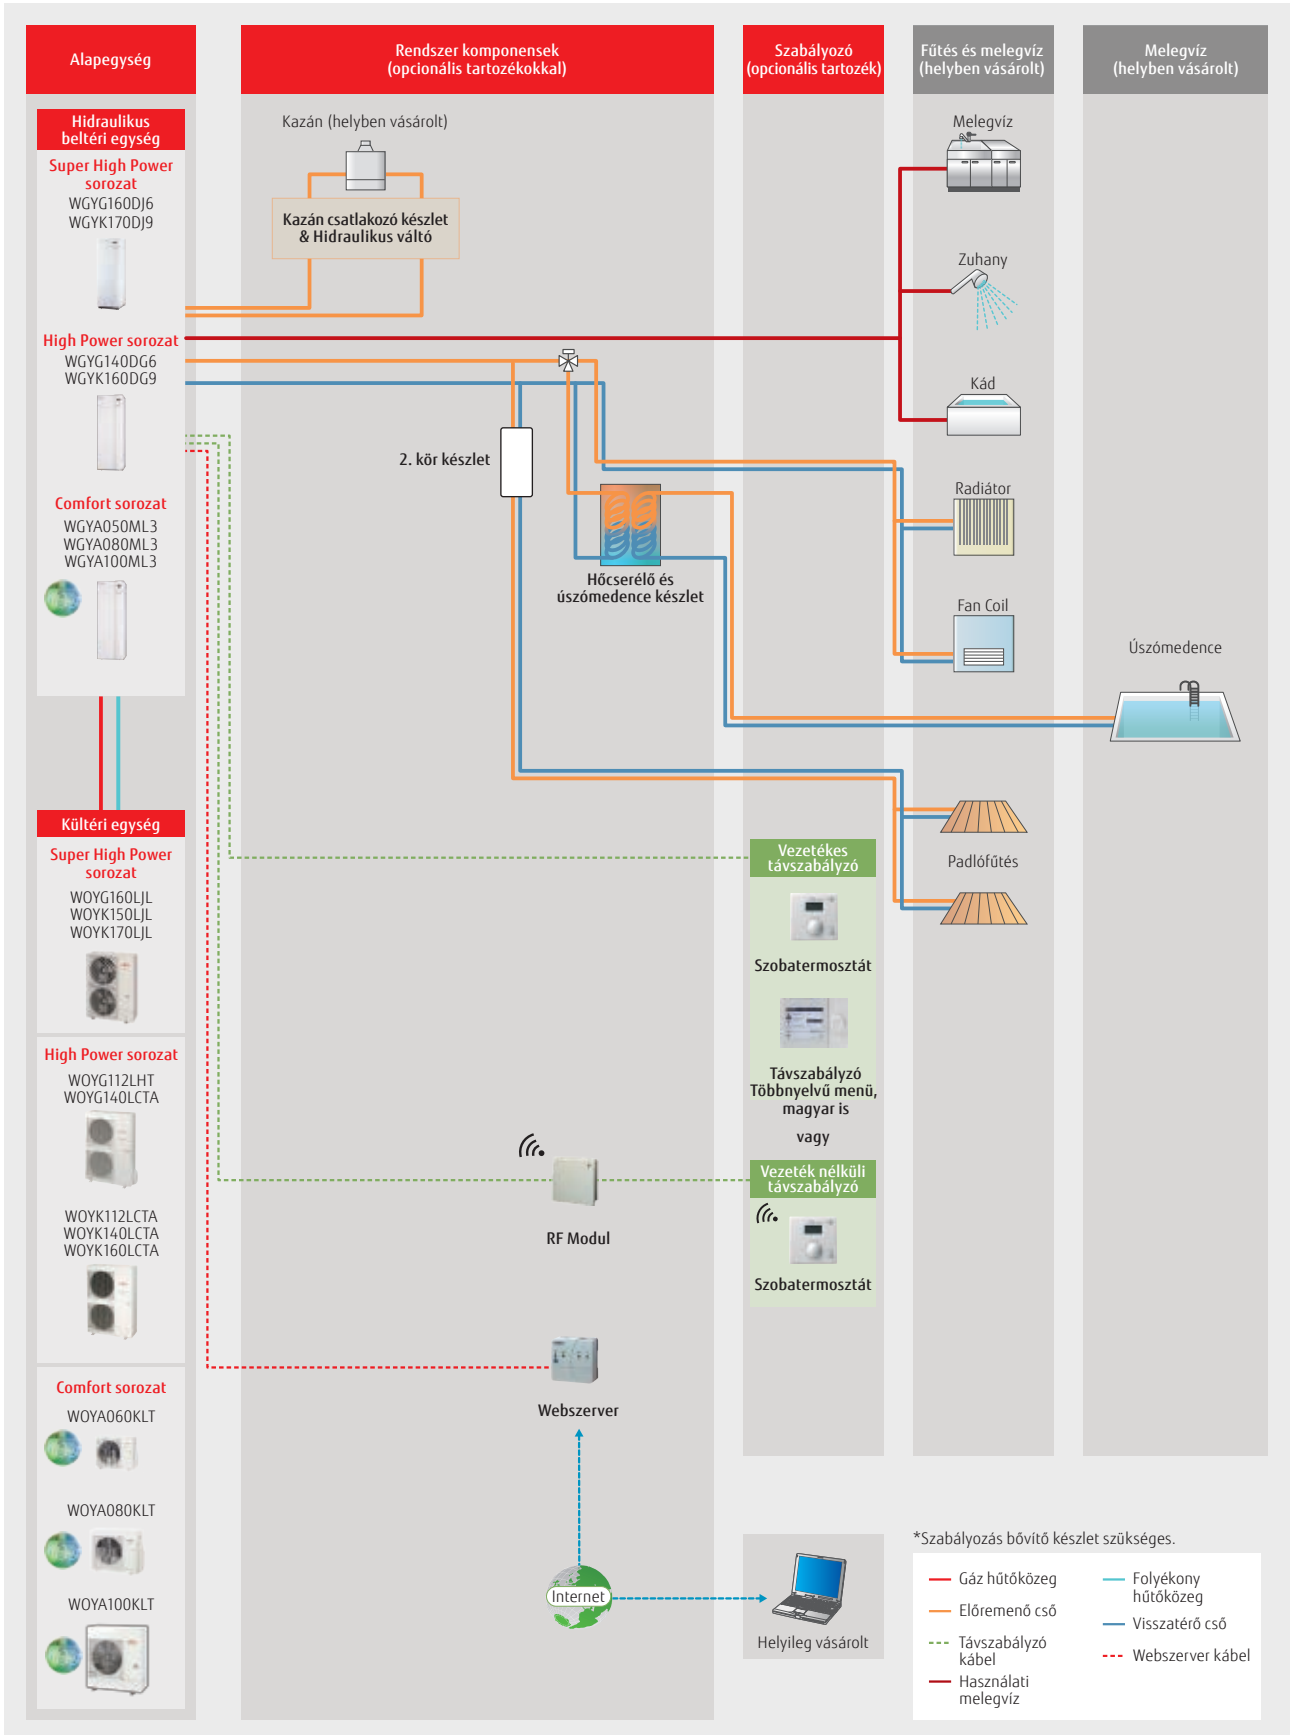 Alapegység
Rendszer komponensek
(opcionális tartozékokkal)
Szabályozó
(opcionális tartozék)
Fűtés és melegvíz
(helyben vásárolt)
Melegvíz
(helyben vásárolt)
Hidraulikus
beltéri egység
Super High Power
sorozat
WGYG160DJ6
WGYK170DJ9
High Power sorozat
WGYG140DG6
WGYK160DG9
Comfort sorozat
WGYA050ML3
WGYA080ML3
WGYA100ML3
Kültéri egység
Super High Power
sorozat
WOYG160LJL
WOYK150LJL
WOYK170LJL
High Power sorozat
WOYG112LHT
WOYG140LCTA
WOYK112LCTA
WOYK140LCTA
WOYK160LCTA
Comfort sorozat
WOYA060KLT
WOYA080KLT
WOYA100KLT
Kazán (helyben vásárolt)
Kazán csatlakozó készlet
& Hidraulikus váltó
2. kör készlet
Hőcserélő és
úszómedence készlet
RF Modul
Webszerver
Internet
Vezetékes
távszabályzó
Szobatermosztát
Távszabályzó
Többnyelvű menü,
magyar is
vagy
Vezeték nélküli
távszabályzó
Szobatermosztát
Helyileg vásárolt
Melegvíz
Zuhany
Kád
Radiátor
Fan Coil
Padlófűtés
Úszómedence
*Szabályozás bővítő készlet szükséges.
Gáz hűtőközeg
Előremenő cső
Távszabályzó
kábel
Használati
melegvíz
Folyékony
hűtőközeg
Visszatérő cső
Webszerver kábel